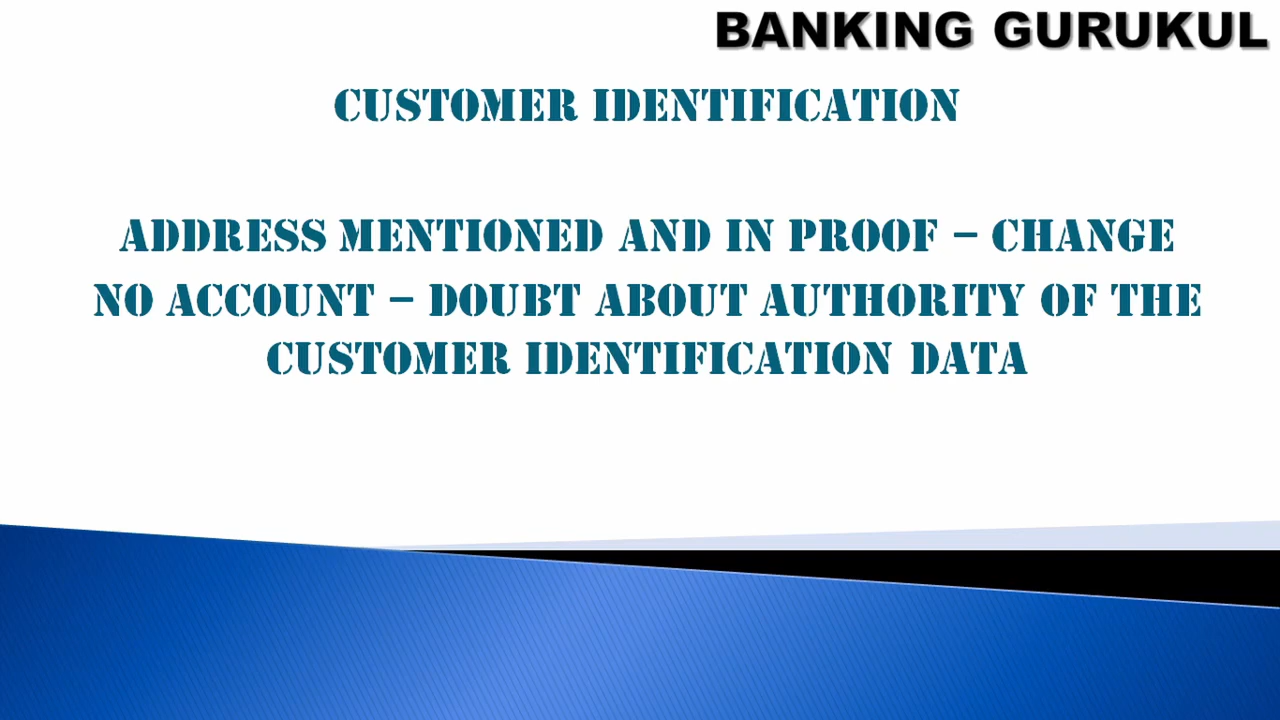 BANKING GURUKUL
CUSTOMER IDENTIFICATION
ADDRESS MENTIONED AND IN PROOF – CHANGE
NO ACCOUNT – DOUBT ABOUT AUTHORITY OF THE
CUSTOMER IDENTIFICATION DATA